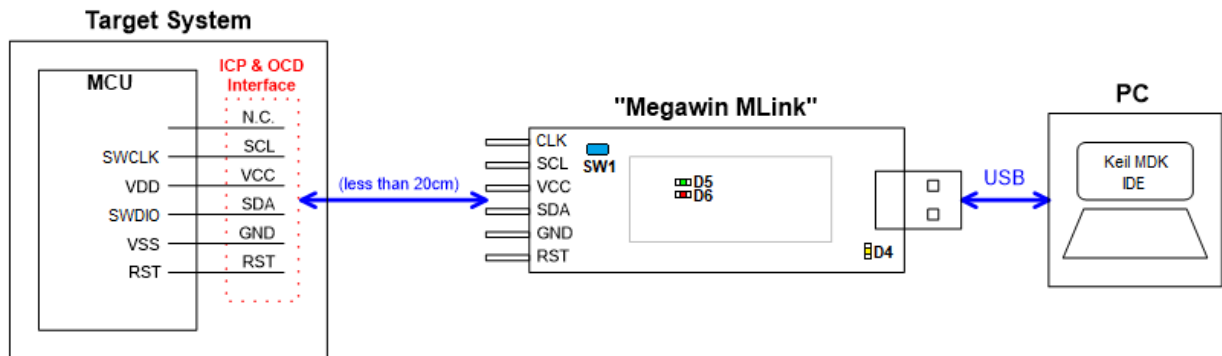 Target System
MCU
ICP & OCD
Interface
N.C.
SWCLK
SCL
VDD
VCC
SWDIO
SDA
VSS
GND
RST
RST
(less than 20cm)
"Megawin MLink"
CLK
SCL
VCC
SDA
GND
RST
SW1
D5
D6
D4
USB
PC
Keil MDK
IDE